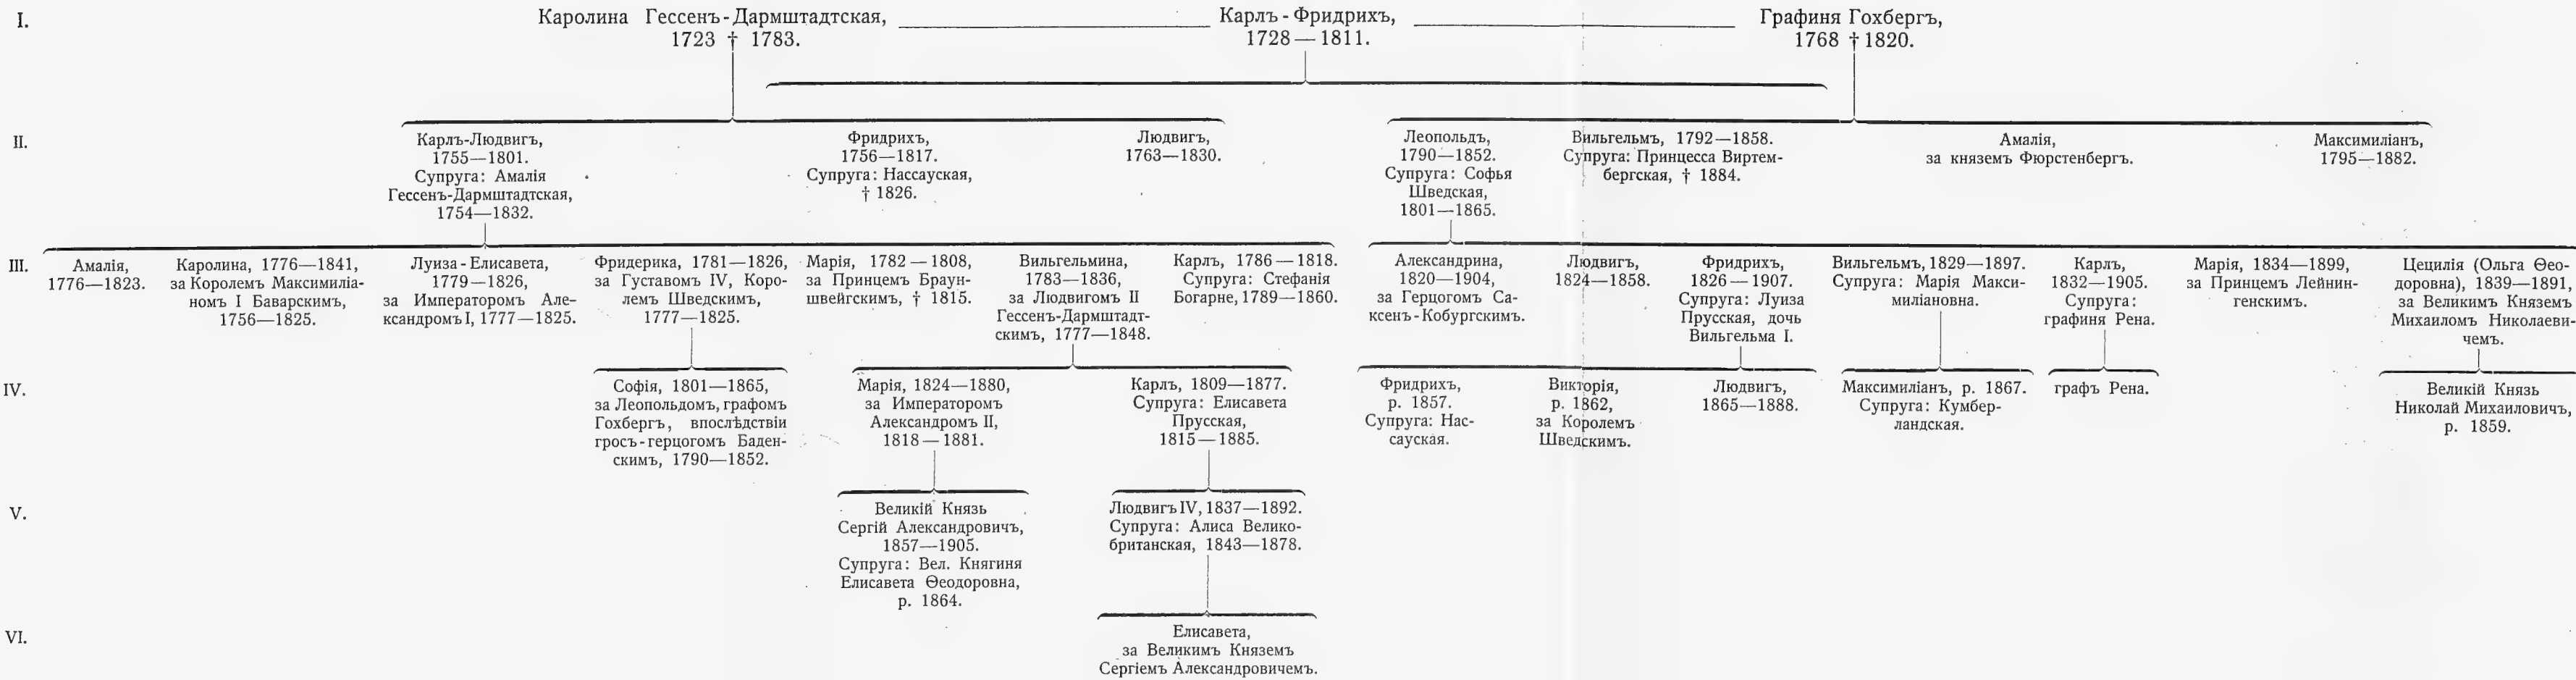 I.
Каролина Гессенъ-Дармштадтская,
1723 † 1783.
Карлъ-Фридрихъ,
1728—1811.
Графиня Гохбергъ,
1768 † 1820.
II.
Карлъ-Людвигъ,
1755—1801.
Супруга: Амалія
Гессенъ-Дармштадтская,
1754—1832.
Фридрихъ,
1756—1817.
Супруга: Нассауская,
† 1826.
Людвигъ,
1763—1830.
Леопольдъ,
1790—1852.
Супруга: Софья
Шведская,
1801—1865.
Вильгельмъ, 1792—1858.
Супруга: Принцесса Виртем-
бергская, † 1884.
Амалія,
за княземъ Фюрстенбергъ.
Максимиліанъ,
1795—1882.
III.
Амалія,
1776—1823.
Каролина, 1776—1841,
за Королемъ Максимиліа-
номъ I Баварскимъ,
1756—1825.
Луиза-Елисавета,
1779—1826,
за Императоромъ Але-
ксандромъ I, 1777—1825.
Фридерика, 1781—1826,
за Густавомъ IV, Коро-
лемъ Шведскимъ,
1777—1825.
Марія, 1782—1808,
за Принцемъ Браун-
швейгскимъ, † 1815.
Вильгельмина,
1783—1836,
за Людвигомъ II
Гессенъ-Дармштадт-
скимъ, 1777—1848.
Карлъ, 1786—1818.
Супруга: Стефанія
Богарне, 1789—1860.
Александрина,
1820—1904,
за Герцогомъ Са-
ксенъ-Кобургскимъ.
Людвигъ,
1824—1858.
Фридрихъ,
1826—1907.
Супруга: Луиза
Прусская, дочь
Вильгельма I.
Вильгельмъ, 1829—1897.
Супруга: Марія Макси-
миліановна.
Карлъ,
1832—1905.
Супруга:
графиня Рена.
Марія, 1834—1899,
за Принцемъ Лейнин-
генскимъ.
Цецилія (Ольга Ѳео-
доровна), 1839—1891,
за Великимъ Княземъ
Михаиломъ Николаеви-
чемъ.
IV.
Софія, 1801—1865,
за Леопольдомъ, графомъ
Гохбергъ, впослѣдствіи
гросъ-герцогомъ Баден-
скимъ, 1790—1852.
Марія, 1824—1880,
за Императоромъ
Александромъ II,
1818—1881.
Карлъ, 1809—1877.
Супруга: Елисавета
Прусская,
1815—1885.
Фридрихъ,
р. 1857.
Супруга: Нас-
сауская.
Викторія,
р. 1862,
за Королемъ
Шведскимъ.
Людвигъ,
1865—1888.
Максимиліанъ, р. 1867.
Супруга: Кумбер-
ландская.
графъ Рена.
Великій Князь
Николай Михаиловичъ,
р. 1859.
V.
Великій Князь
Сергій Александровичъ,
1857—1905.
Супруга: Вел. Княгиня
Елисавета Ѳеодоровна,
р. 1864.
Людвигъ IV, 1837—1892.
Супруга: Алиса Велико-
британская, 1843—1878.
VI.
Елисавета,
за Великимъ Княземъ
Сергіемъ Александровичемъ.